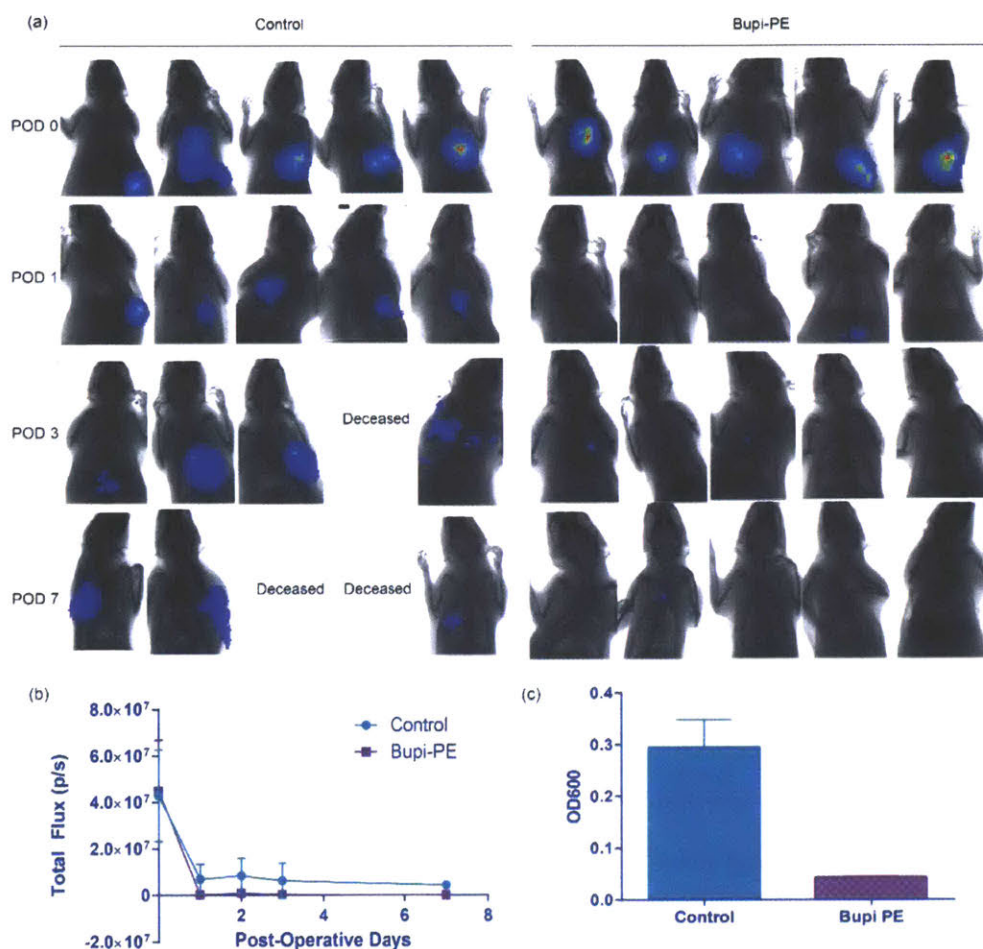 (a)
Control
Bupi-PE
POD 0
POD 1
POD 3
Deceased
POD 7
Deceased
Deceased
(b)
8.0×10⁷
6.0×10⁷
4.0×10⁷
2.0×10⁷
0
-2.0×10⁷
Total Flux (p/s)
Control
Bupi-PE
2
4
6
8
Post-Operative Days
(c)
0.4
0.3
0.2
0.1
0.0
OD600
Control
Bupi PE